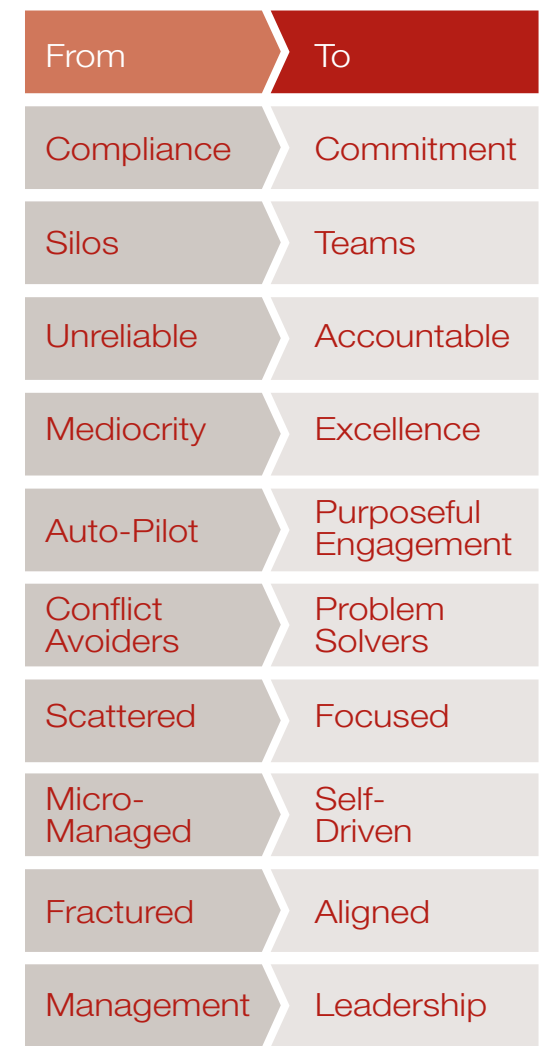 From To
Compliance Commitment
Silos Teams
Unreliable Accountable
Mediocrity Excellence
Auto-Pilot Purposeful
Engagement
Conflict Problem
Avoiders Solvers
Scattered Focused
Micro- Self-
Managed Driven
Fractured Aligned
Management Leadership